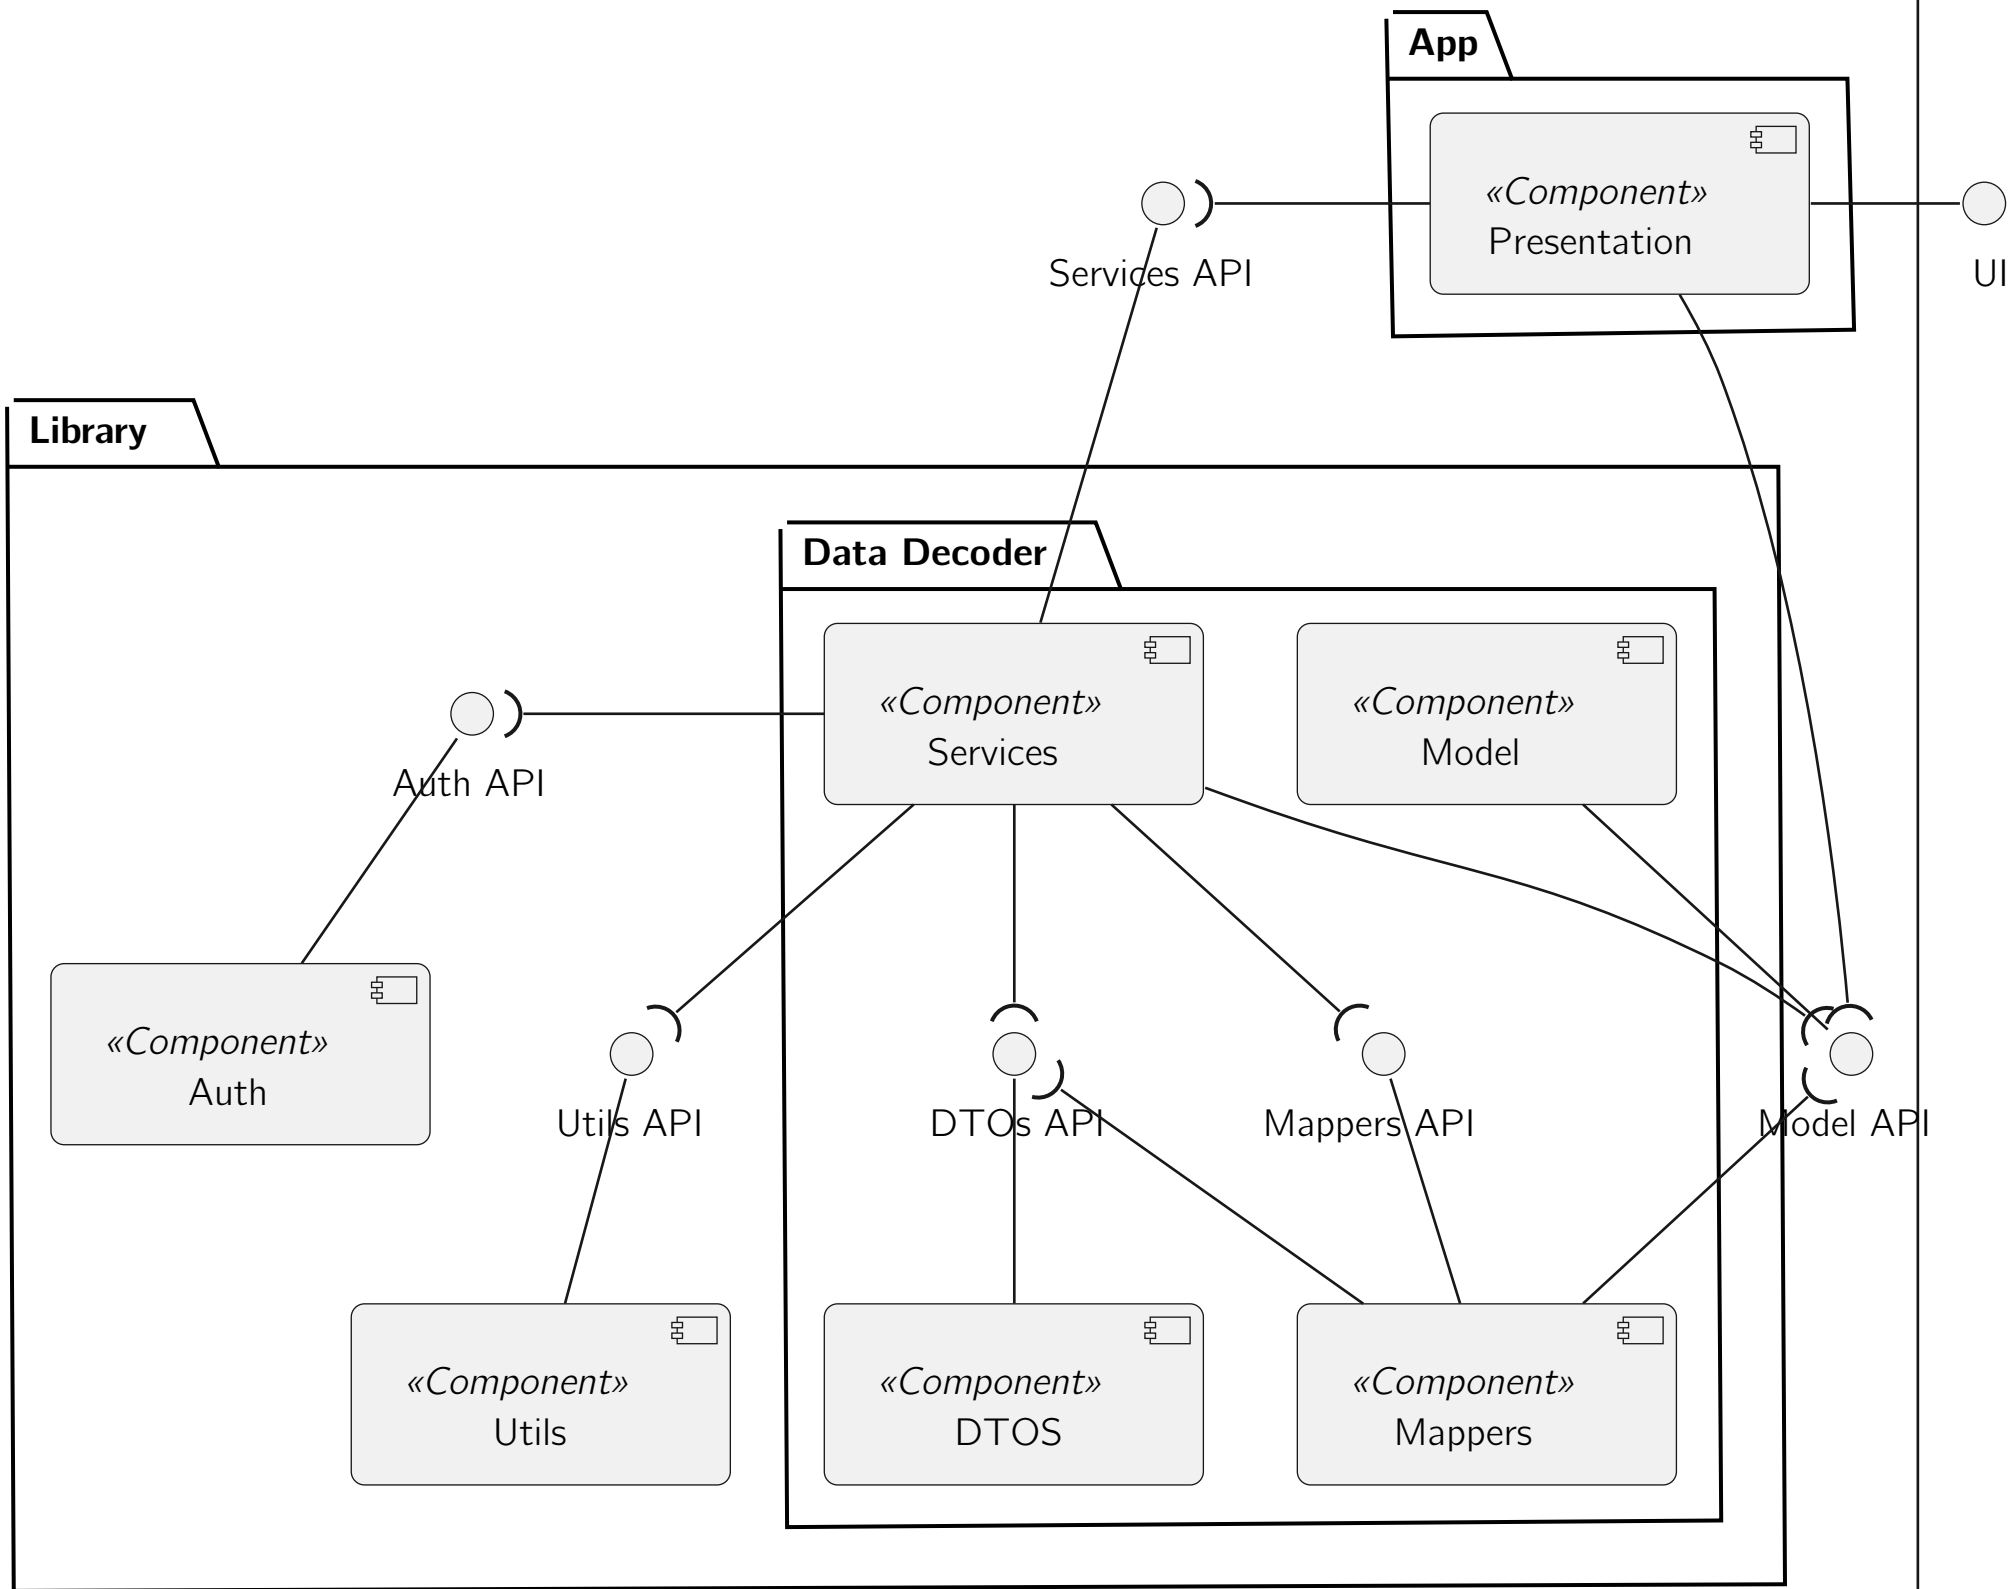 App
«Component»
Presentation
Services API
UI
Library
Data Decoder
«Component»
Services
«Component»
Model
Auth API
«Component»
Auth
Utils API
DTOs API
Mappers API
Model API
«Component»
Utils
«Component»
DTOS
«Component»
Mappers